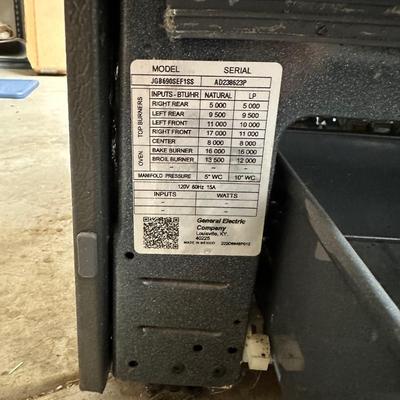 MODEL SERIAL
JGB690SEF1SS AD238623P
INPUTS - BTU/HR NATURAL LP
TOP BURNERS
RIGHT REAR 5 000 5 000
LEFT REAR 9 500 9 500
LEFT FRONT 11 000 10 000
RIGHT FRONT 17 000 11 000
CENTER 8 000 8 000
OVEN
BAKE BURNER 16 000 16 000
BROIL BURNER 13 500 12 000
MANIFOLD PRESSURE 5" WC 10" WC
120V 60Hz 15A
INPUTS WATTS
-- --
-- --
General Electric
Company
Louisville, KY.
40225
MADE IN MEXICO